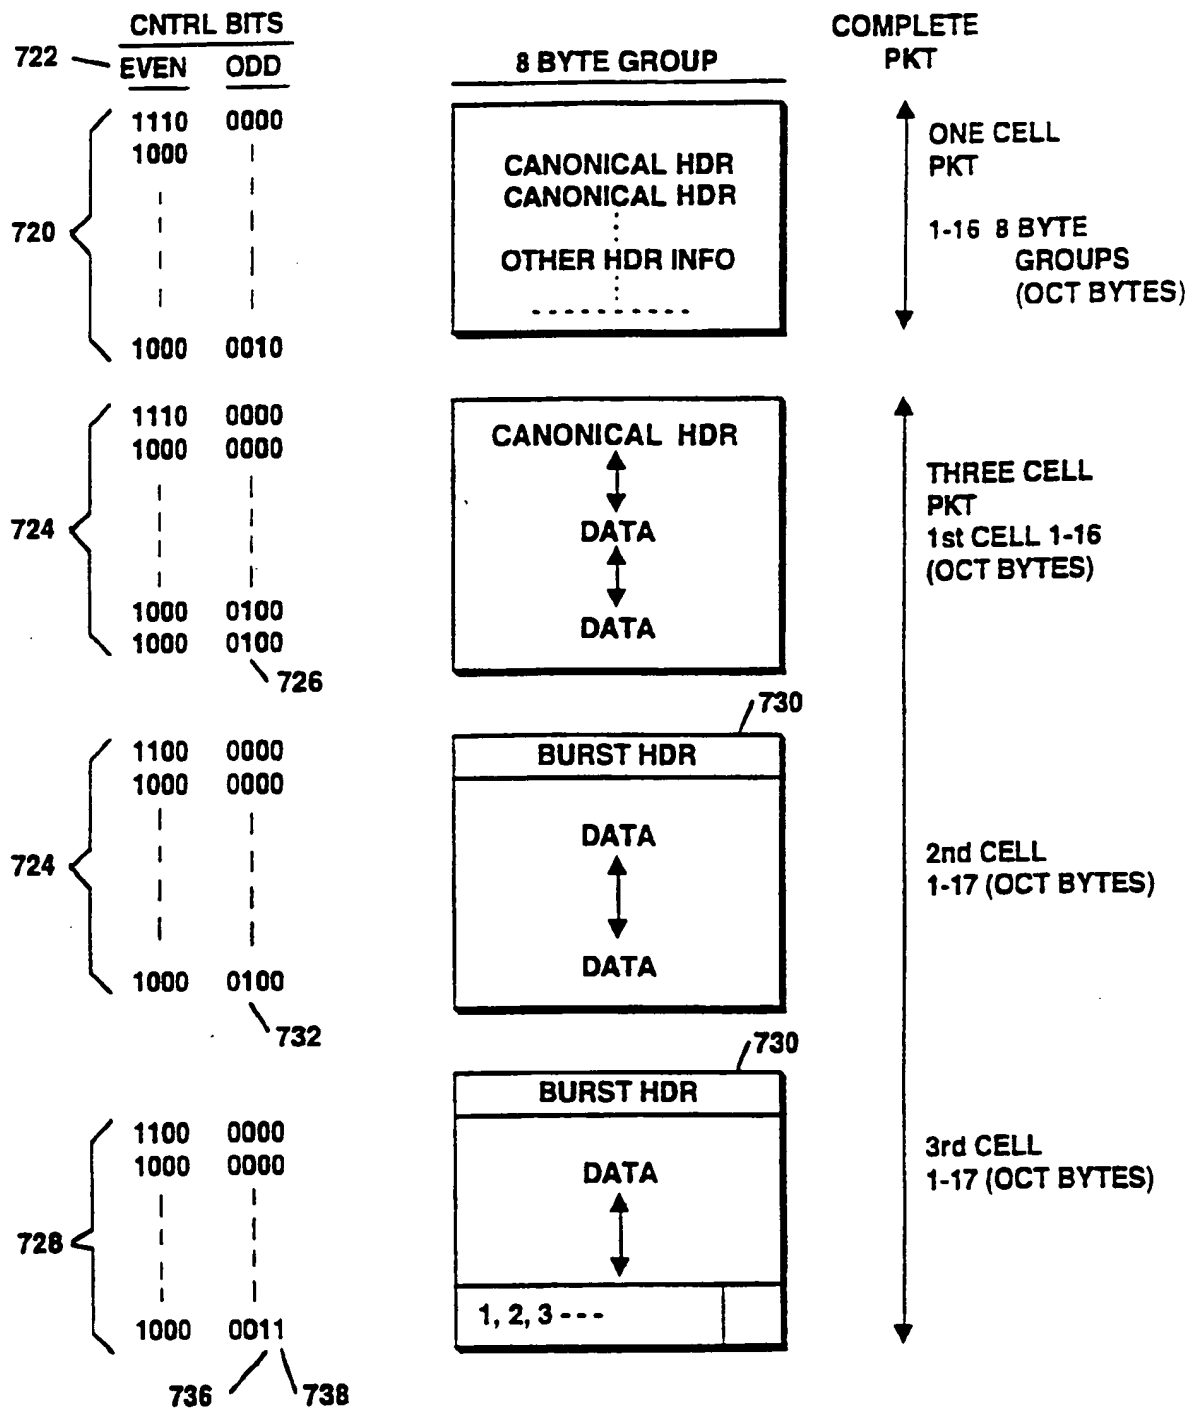 CNTRL BITS
722 EVEN ODD
8 BYTE GROUP
COMPLETE
PKT
1110 0000
1000
720
1000 0010
CANONICAL HDR
CANONICAL HDR
OTHER HDR INFO
ONE CELL
PKT
1-16 8 BYTE
GROUPS
(OCT BYTES)
1110 0000
1000 0000
724
1000 0100
1000 0100
726
CANONICAL HDR
DATA
DATA
THREE CELL
PKT
1st CELL 1-16
(OCT BYTES)
730
1100 0000
1000 0000
724
1000 0100
732
BURST HDR
DATA
DATA
2nd CELL
1-17 (OCT BYTES)
730
1100 0000
1000 0000
728
1000 0011
736 738
BURST HDR
DATA
1, 2, 3 - - -
3rd CELL
1-17 (OCT BYTES)